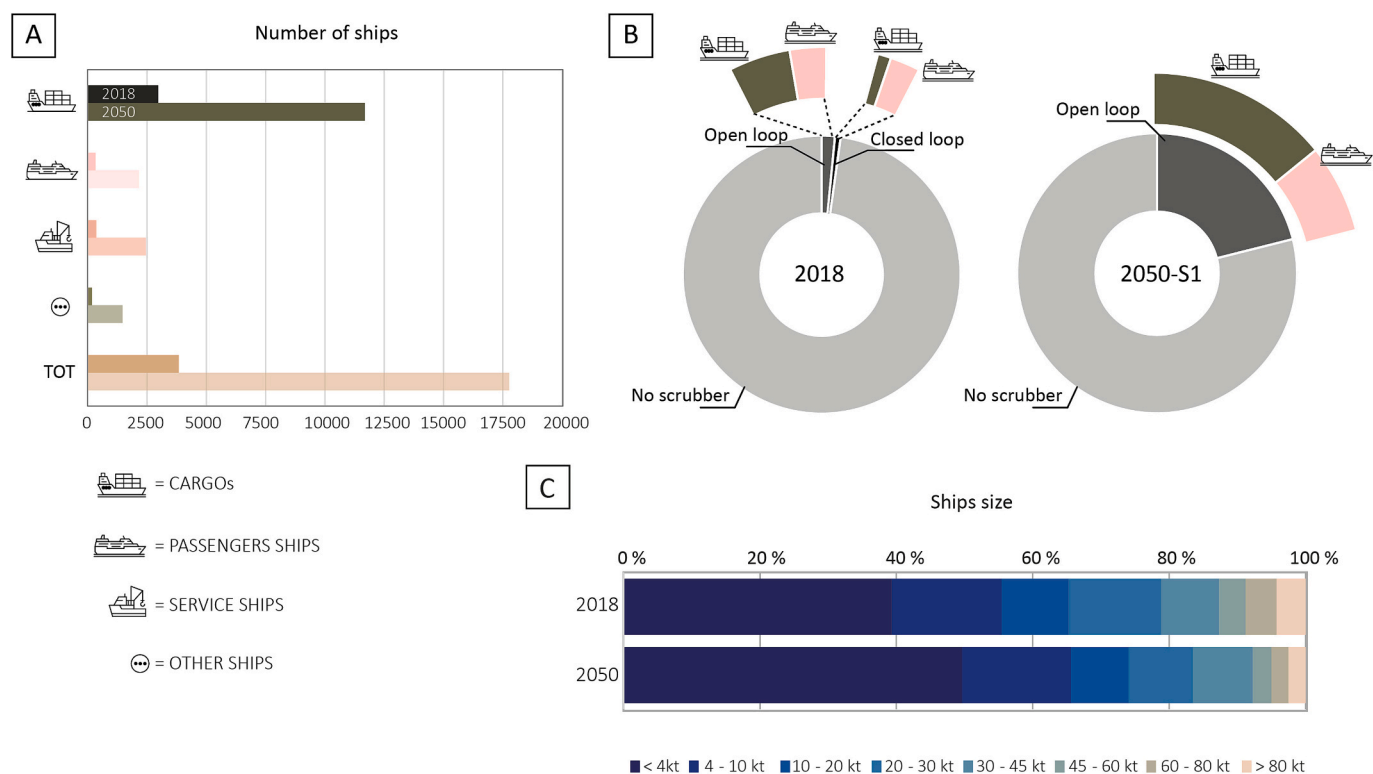 A
Number of ships
2018
2050
TOT
0 2500 5000 7500 10000 12500 15000 17500 20000
= CARGOs
= PASSENGERS SHIPS
= SERVICE SHIPS
= OTHER SHIPS
B
Open loop
Closed loop
2018
No scrubber
Open loop
2050-S1
No scrubber
C
Ships size
0 % 20 % 40 % 60 % 80 % 100 %
2018
2050
< 4kt 4 - 10 kt 10 - 20 kt 20 - 30 kt 30 - 45 kt 45 - 60 kt 60 - 80 kt > 80 kt